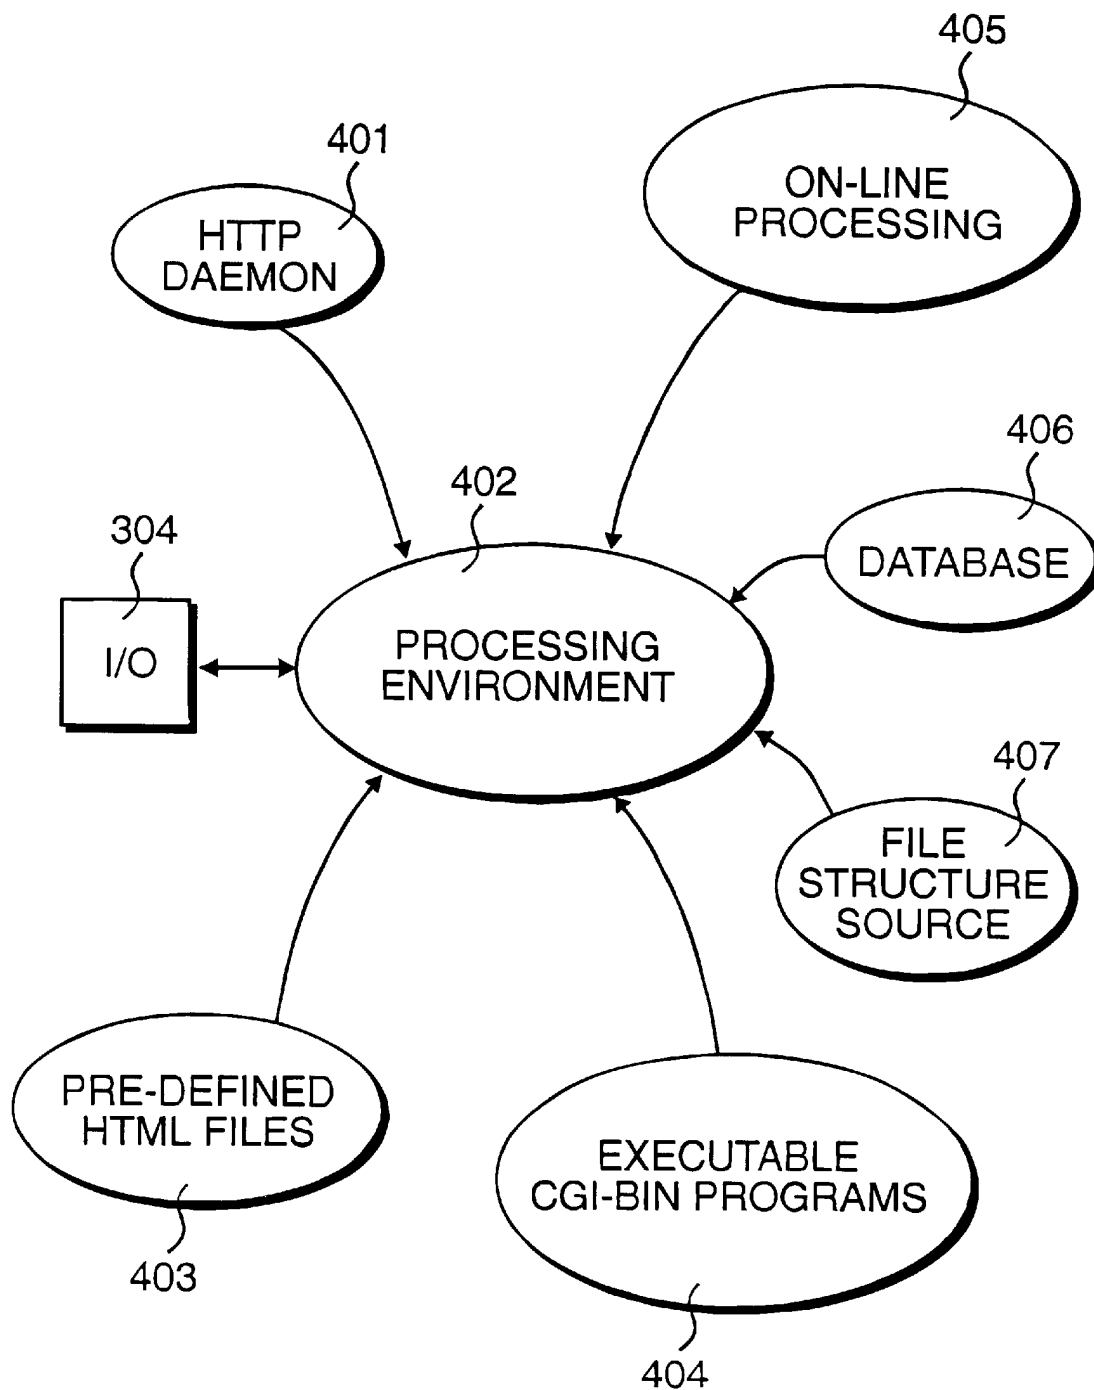 405
401
ON-LINE
PROCESSING
HTTP
DAEMON
406
402
304
DATABASE
I/O
PROCESSING
ENVIRONMENT
407
FILE
STRUCTURE
SOURCE
PRE-DEFINED
HTML FILES
EXECUTABLE
CGI-BIN PROGRAMS
403
404